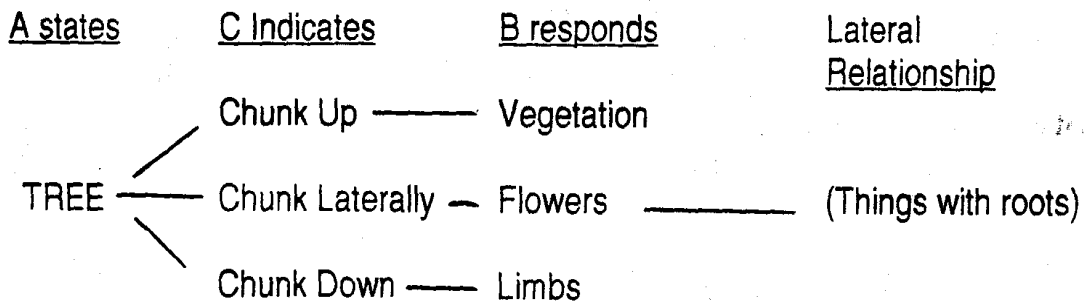 A states C Indicates B responds Lateral
Relationship
Chunk Up Vegetation
TREE Chunk Laterally Flowers (Things with roots)
Chunk Down Limbs